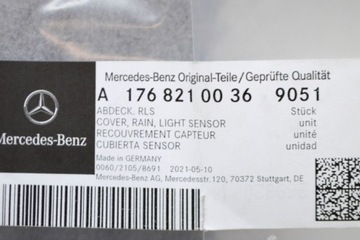 Mercedes-Benz Original-Teile/Geprüfte Qualität
A 176 821 00 36 9051
ABDECK. RLS Stück
COVER, RAIN, LIGHT SENSOR unit
RECOUVREMENT CAPTEUR unité
CUBIERTA SENSOR unidad
Mercedes-Benz
Made in GERMANY
0060/2105/8691 2021-05-10
Mercedes-Benz AG, Mercedesstr.120, 70372 Stuttgart, DE